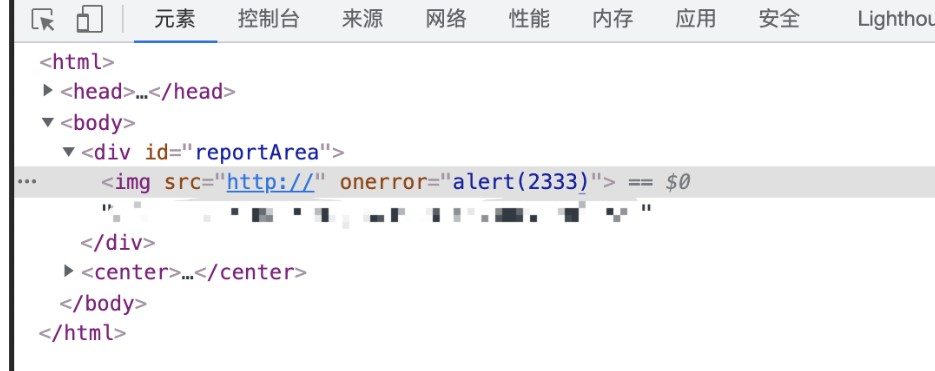 元素 控制台 来源 网络 性能 内存 应用 安全 Lighthou
<html>
<head>…</head>
<body>
<div id="reportArea">
<img src="http://" onerror="alert(2333)"> == $0
" "
</div>
<center>…</center>
</body>
</html>